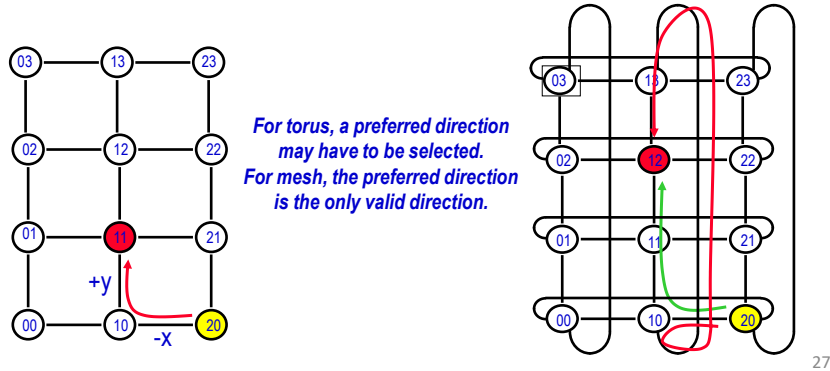 03 13 23
02 12 22
01 11 21
+y
00 10 20
-x
For torus, a preferred direction
may have to be selected.
For mesh, the preferred direction
is the only valid direction.
03 13 23
02 12 22
01 11 21
00 10 20
27